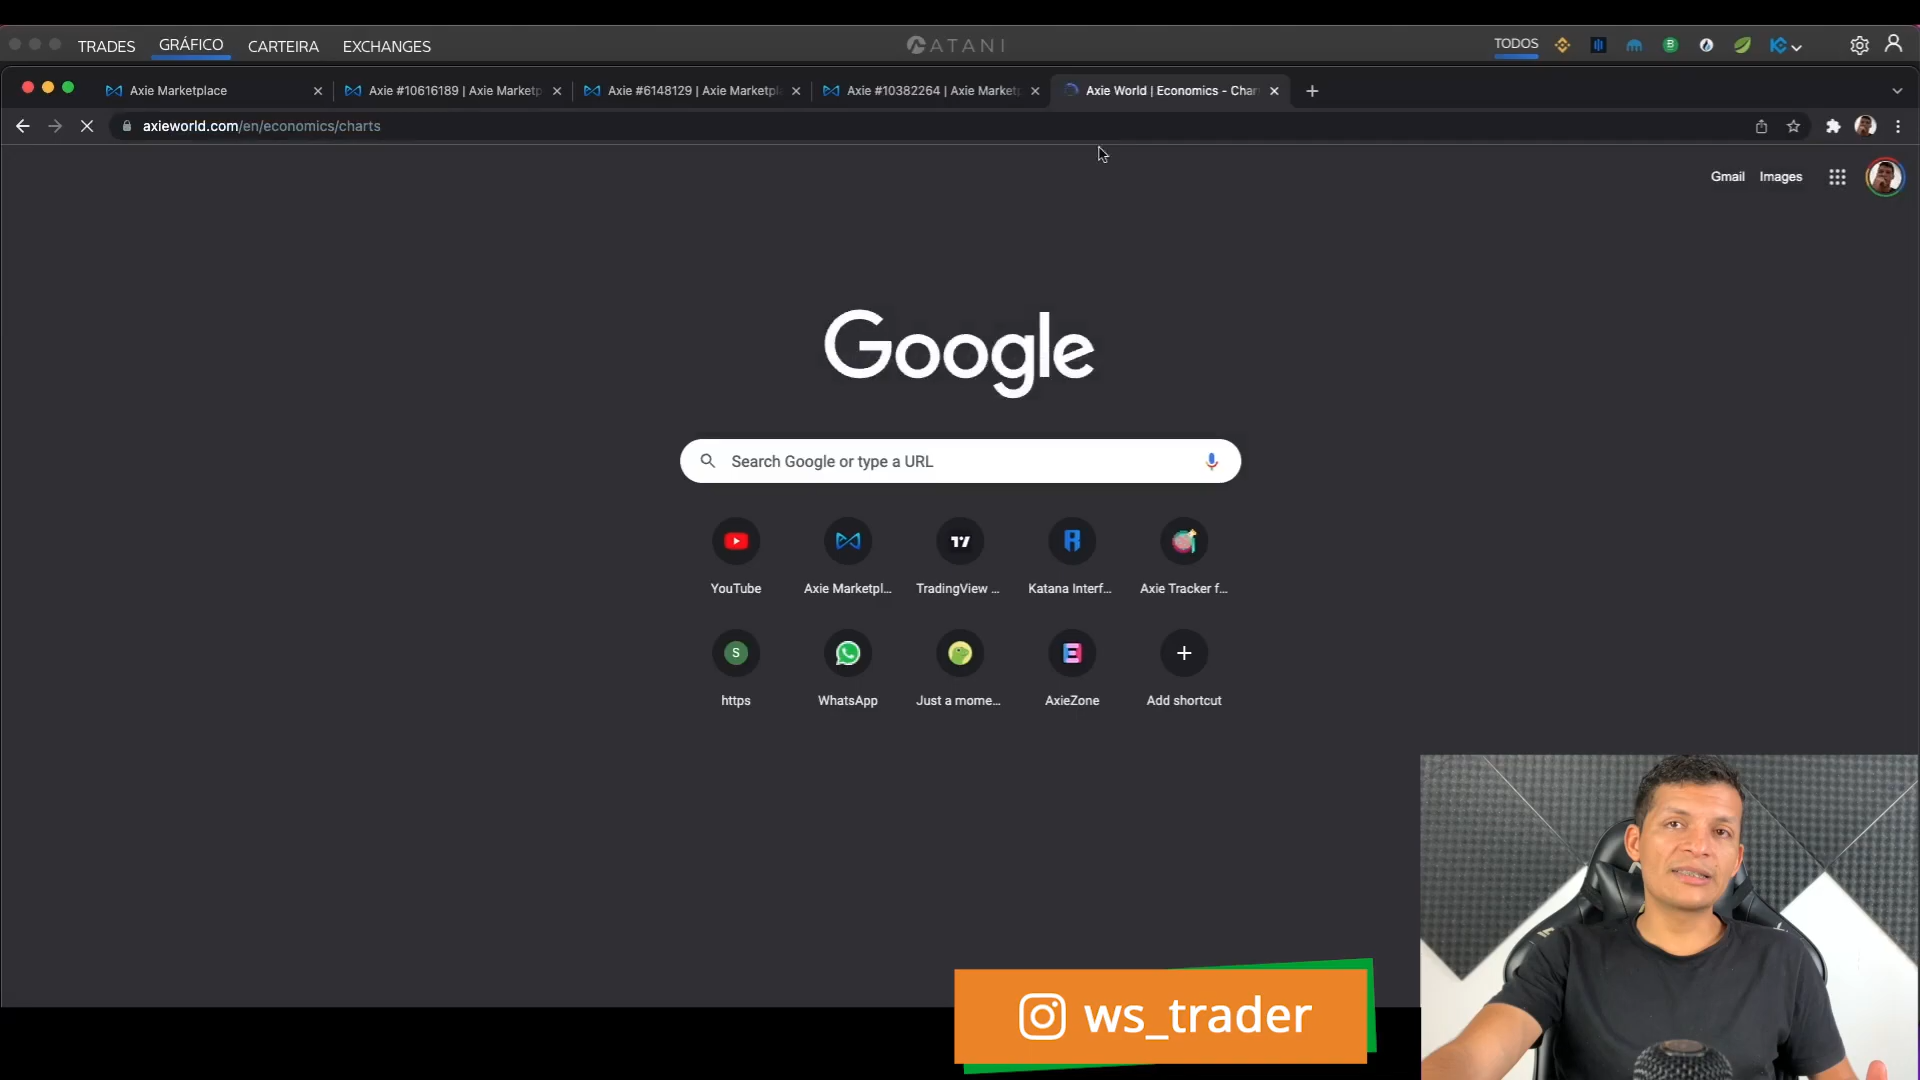 TRADES GRÁFICO CARTEIRA EXCHANGES ATANI TODOS
Axie Marketplace Axie #10616189 | Axie Marketp Axie #6148129 | Axie Marketpl Axie #10382264 | Axie Market Axie World | Economics - Char
axieworld.com/en/economics/charts
Gmail Images
Google
Search Google or type a URL
YouTube Axie Marketpl... TradingView ... Katana Interf... Axie Tracker f...
S
https WhatsApp Just a mome... AxieZone Add shortcut
ws_trader